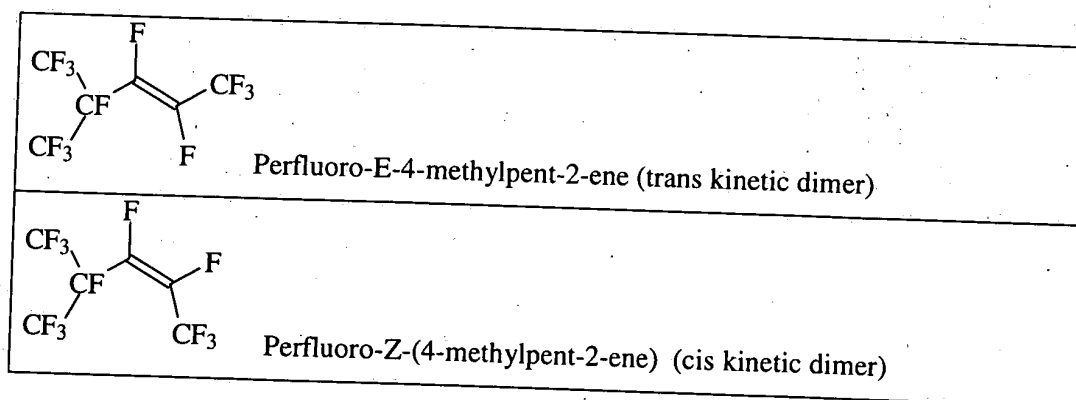 F
CF3
CF3
CF
CF3
F
Perfluoro-E-4-methylpent-2-ene (trans kinetic dimer)
F
CF3
F
CF
CF3
CF3
Perfluoro-Z-(4-methylpent-2-ene) (cis kinetic dimer)